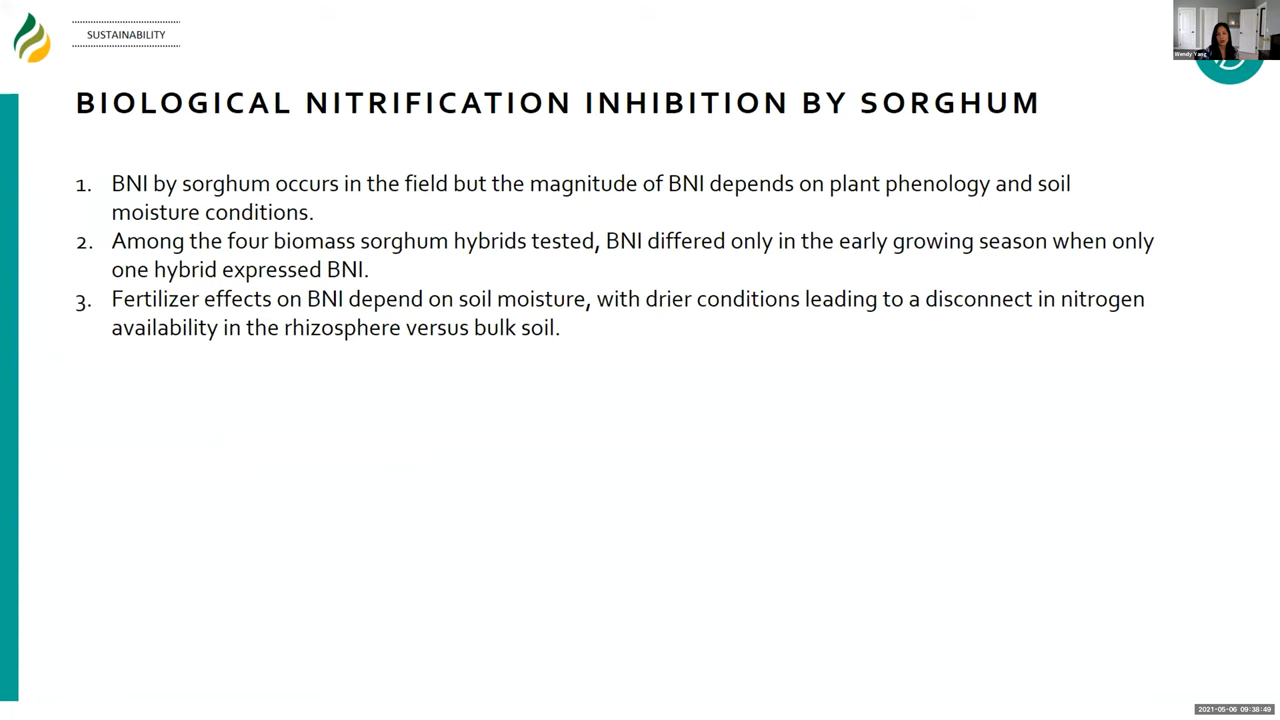 SUSTAINABILITY
Wendy Yang
BIOLOGICAL NITRIFICATION INHIBITION BY SORGHUM
1. BNI by sorghum occurs in the field but the magnitude of BNI depends on plant phenology and soil
moisture conditions.
2. Among the four biomass sorghum hybrids tested, BNI differed only in the early growing season when only
one hybrid expressed BNI.
3. Fertilizer effects on BNI depend on soil moisture, with drier conditions leading to a disconnect in nitrogen
availability in the rhizosphere versus bulk soil.
2021-05-06 09:38:49